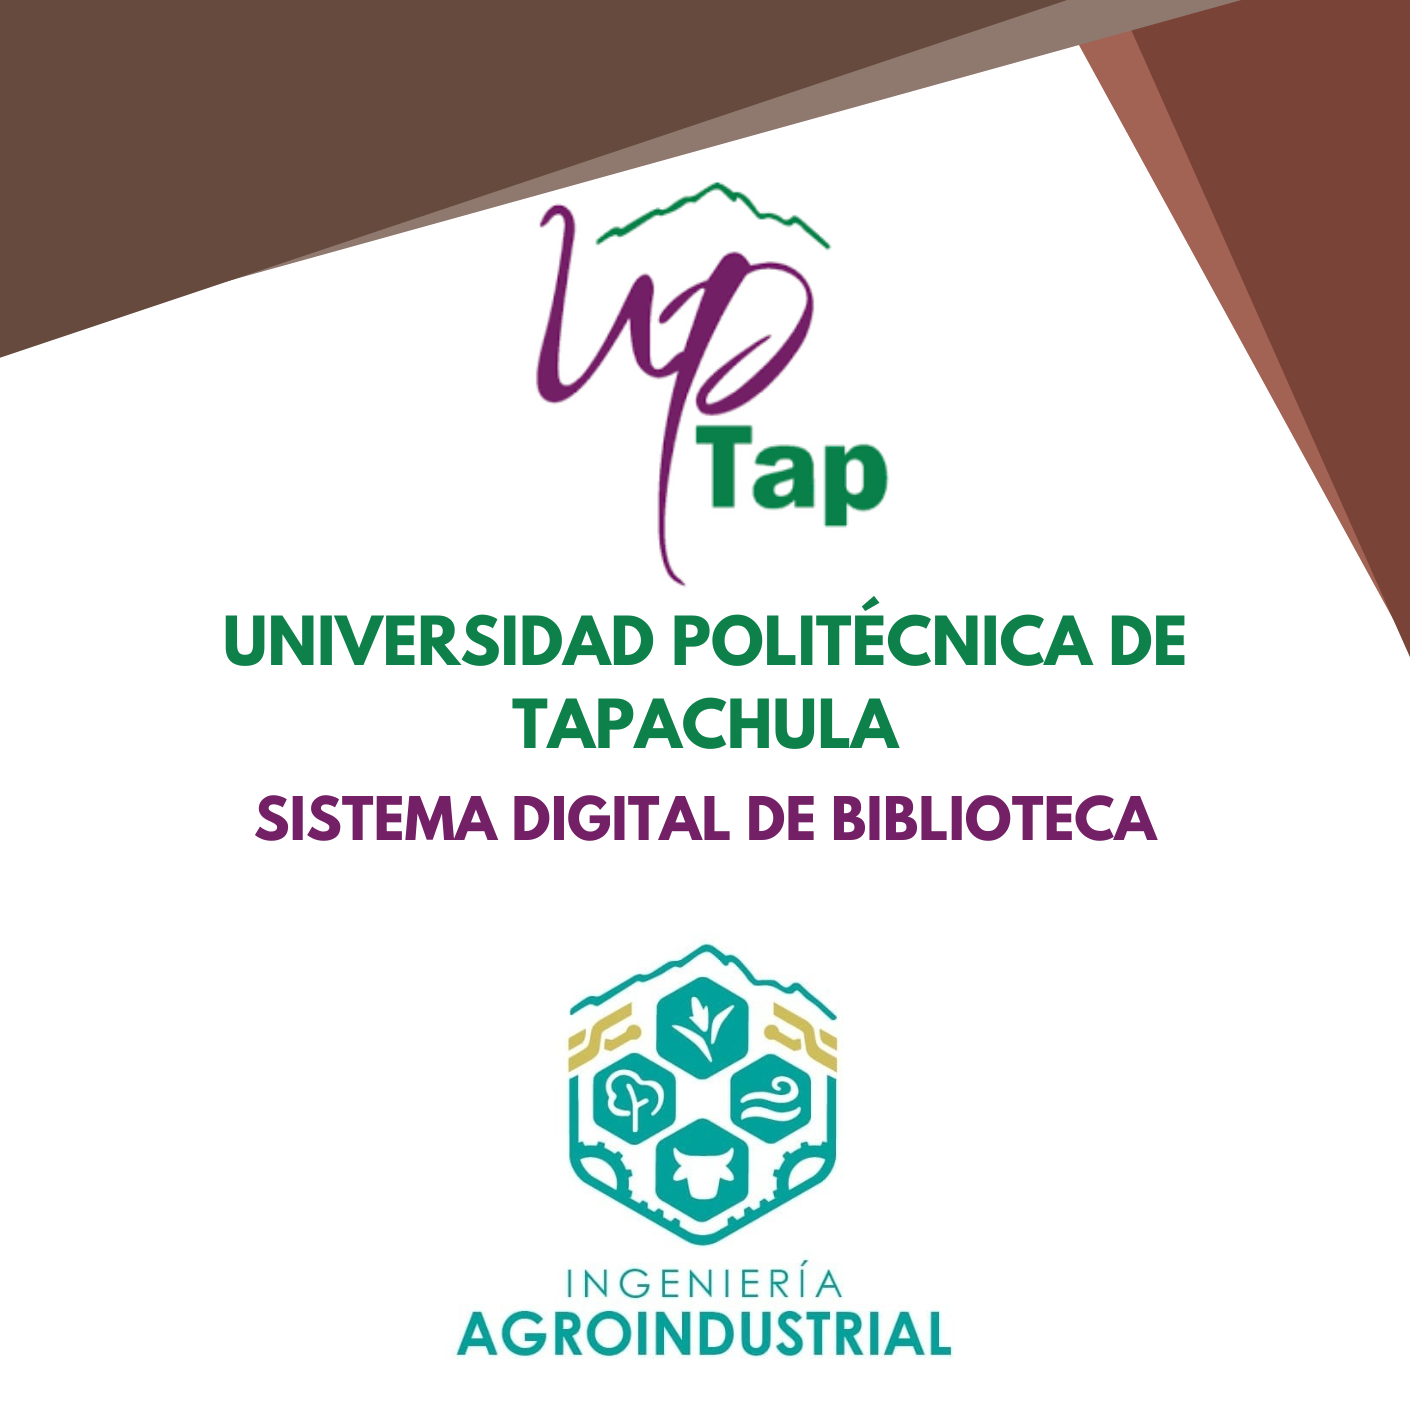 Up
Tap
UNIVERSIDAD POLITÉCNICA DE
TAPACHULA
SISTEMA DIGITAL DE BIBLIOTECA
INGENIERÍA
AGROINDUSTRIAL